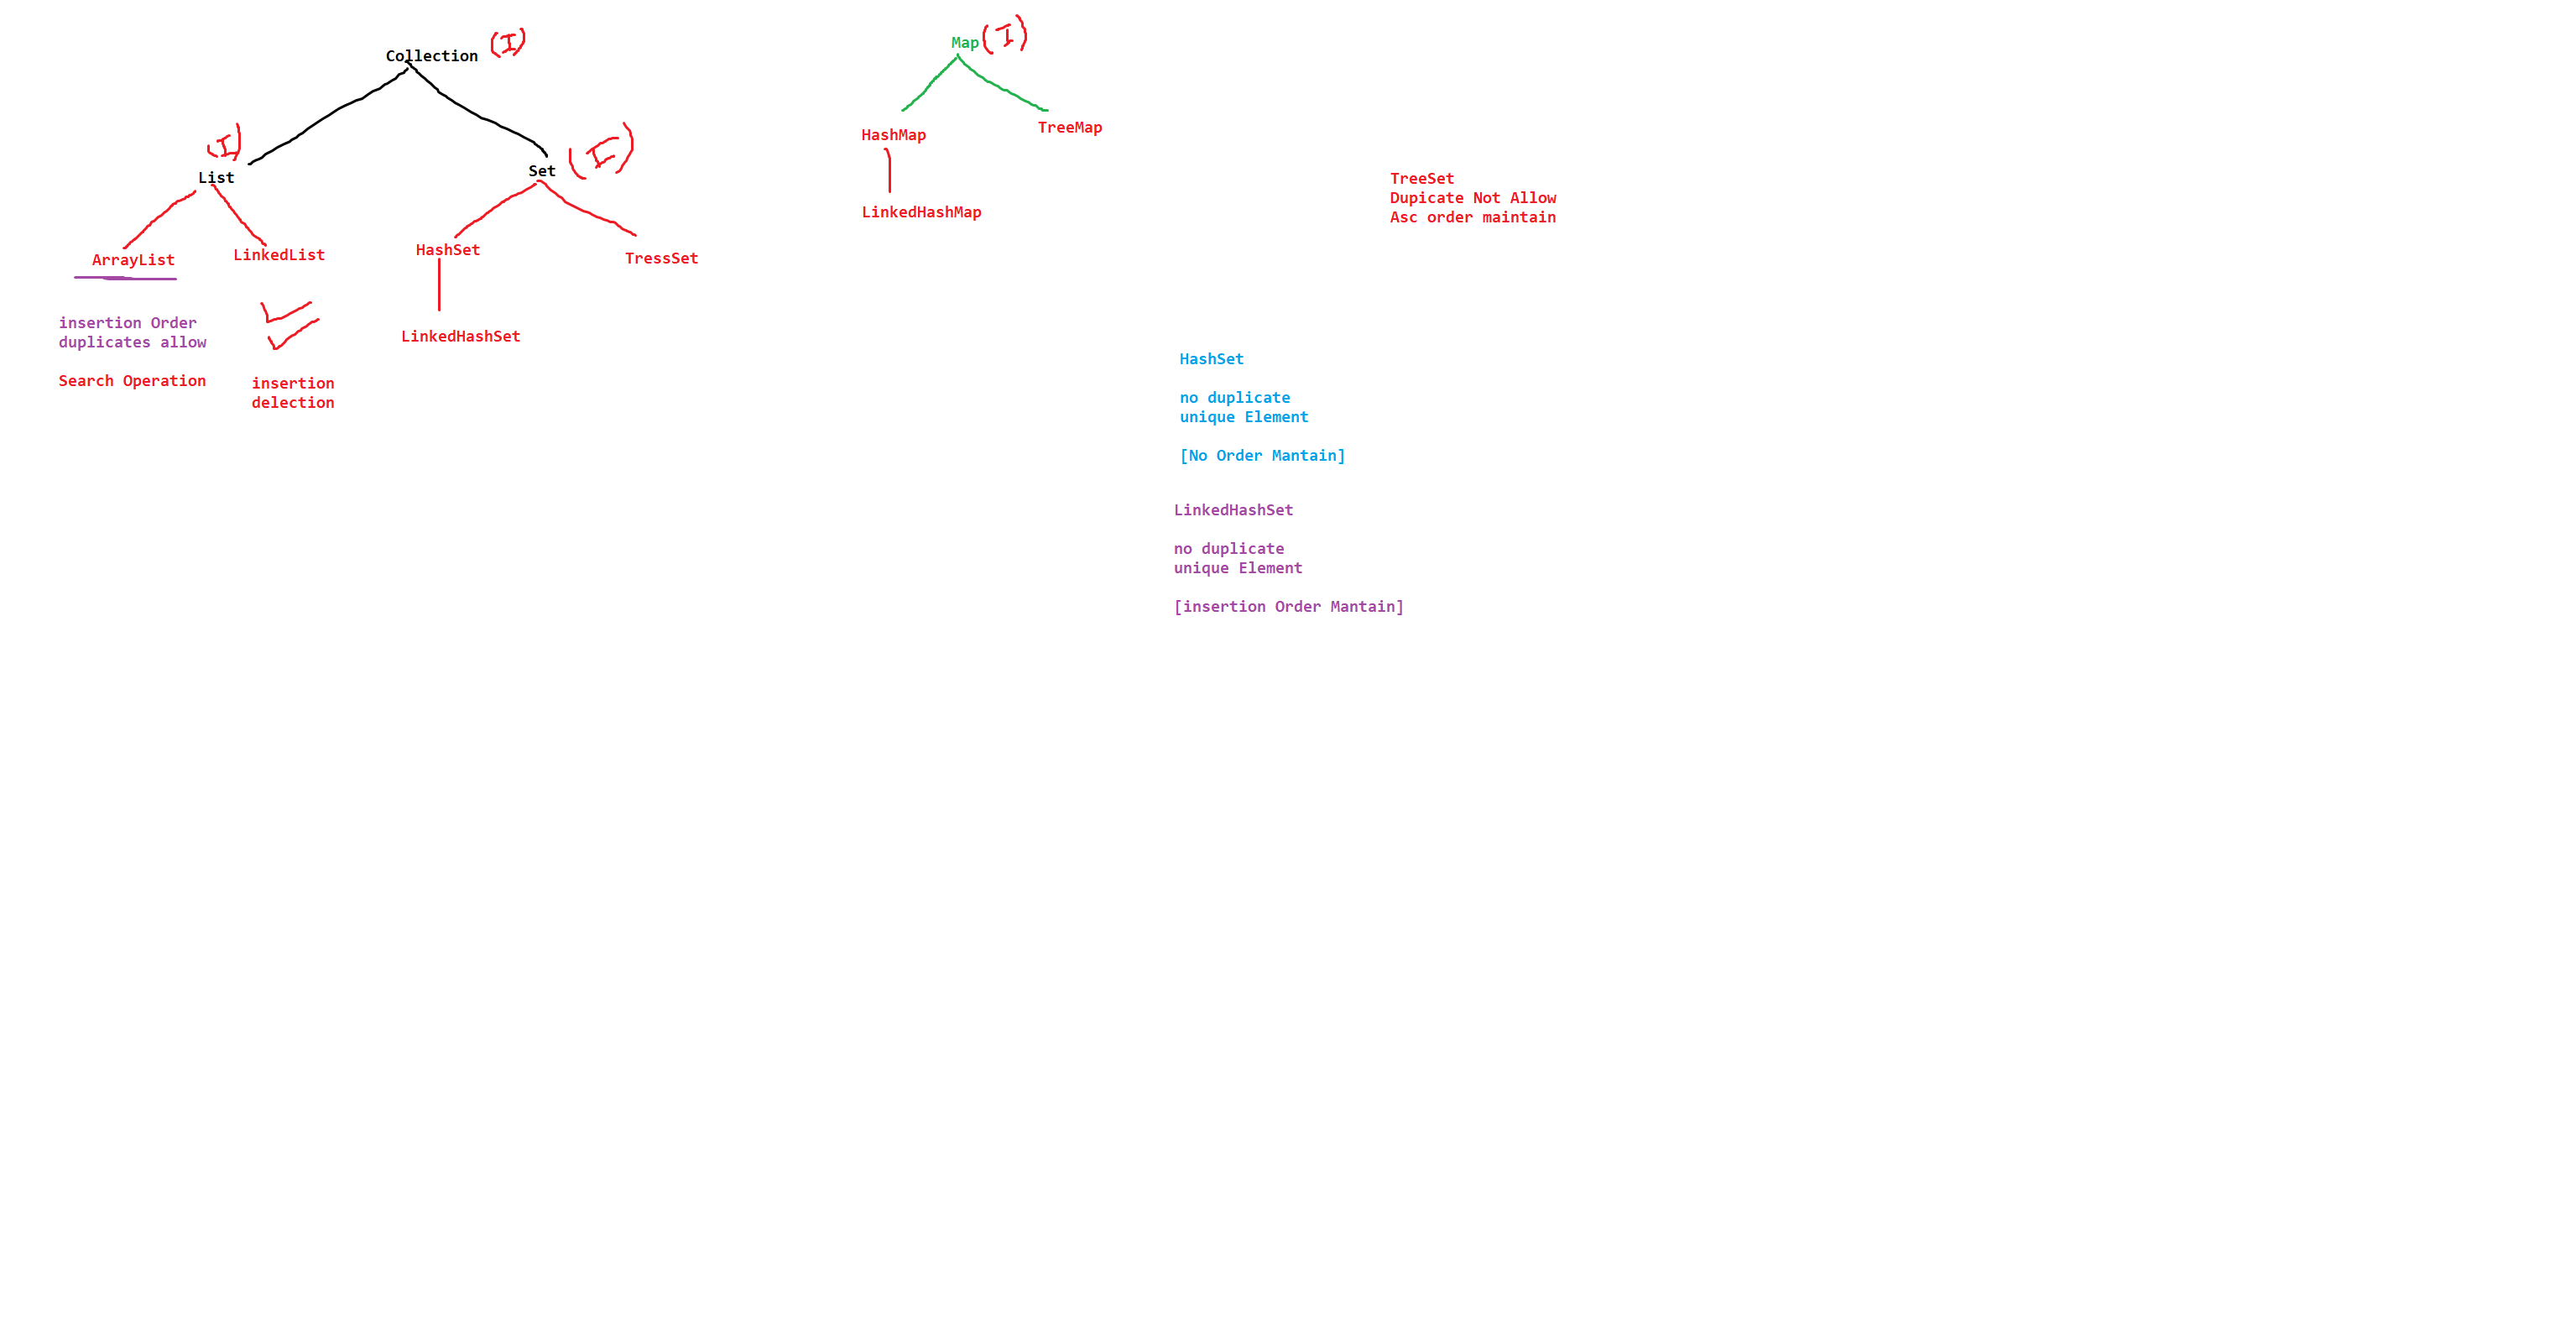 Collection (I)
List (I)
Set (I)
ArrayList
LinkedList
HashSet
TressSet
LinkedHashSet
insertion Order
duplicates allow
Search Operation
insertion
delection
Map (I)
HashMap
TreeMap
LinkedHashMap
TreeSet
Dupicate Not Allow
Asc order maintain
HashSet
no duplicate
unique Element
[No Order Mantain]
LinkedHashSet
no duplicate
unique Element
[insertion Order Mantain]